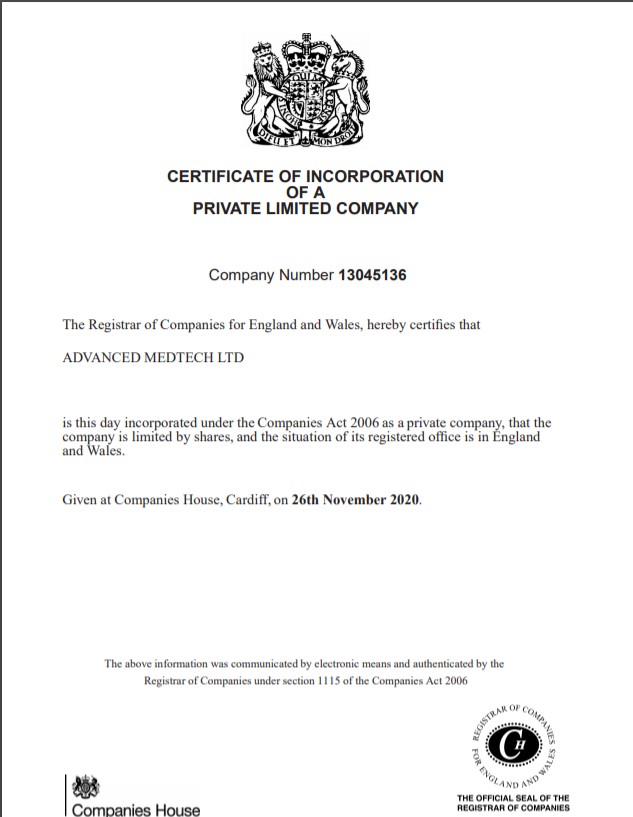 QUI MAL
HONI
PENSE
DIEU ET MON DROIT
CERTIFICATE OF INCORPORATION
OF A
PRIVATE LIMITED COMPANY
Company Number 13045136
The Registrar of Companies for England and Wales, hereby certifies that
ADVANCED MEDTECH LTD
is this day incorporated under the Companies Act 2006 as a private company, that the
company is limited by shares, and the situation of its registered office is in England
and Wales.
Given at Companies House, Cardiff, on 26th November 2020.
The above information was communicated by electronic means and authenticated by the
Registrar of Companies under section 1115 of the Companies Act 2006
REGISTRAR OF COMPANIES
CH
FOR ENGLAND AND WALES
THE OFFICIAL SEAL OF THE
REGISTRAR OF COMPANIES
Companies House